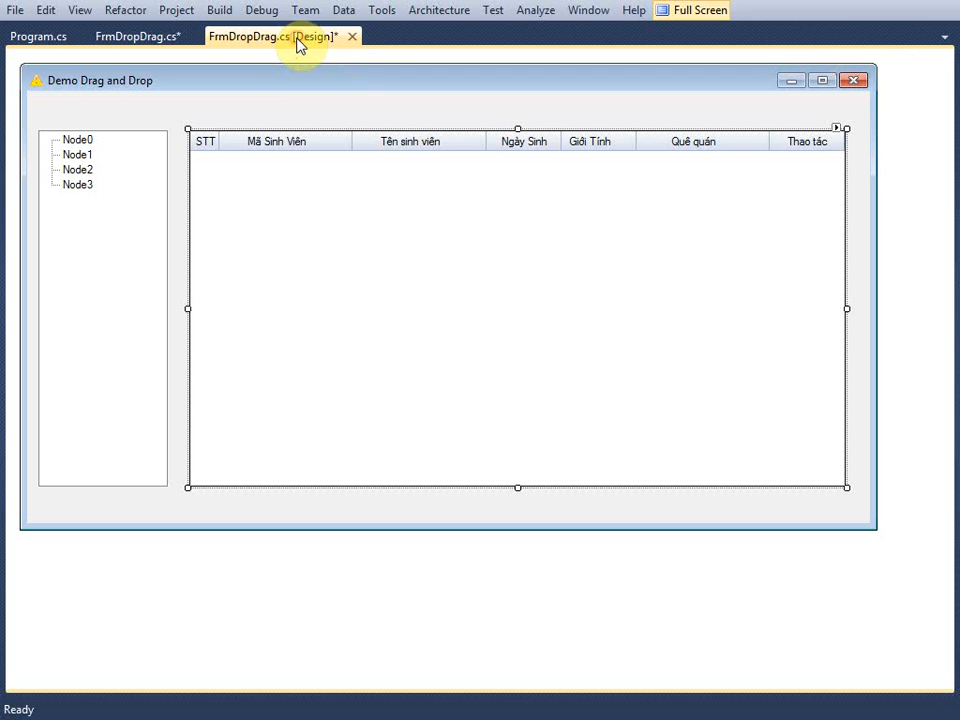 File Edit View Refactor Project Build Debug Team Data Tools Architecture Test Analyze Window Help Full Screen
Program.cs FrmDropDrag.cs* FrmDropDrag.cs [Design]*
Demo Drag and Drop
STT Mã Sinh Viên Tên sinh viên Ngày Sinh Giới Tính Quê quán Thao tác
Node0
Node1
Node2
Node3
Ready